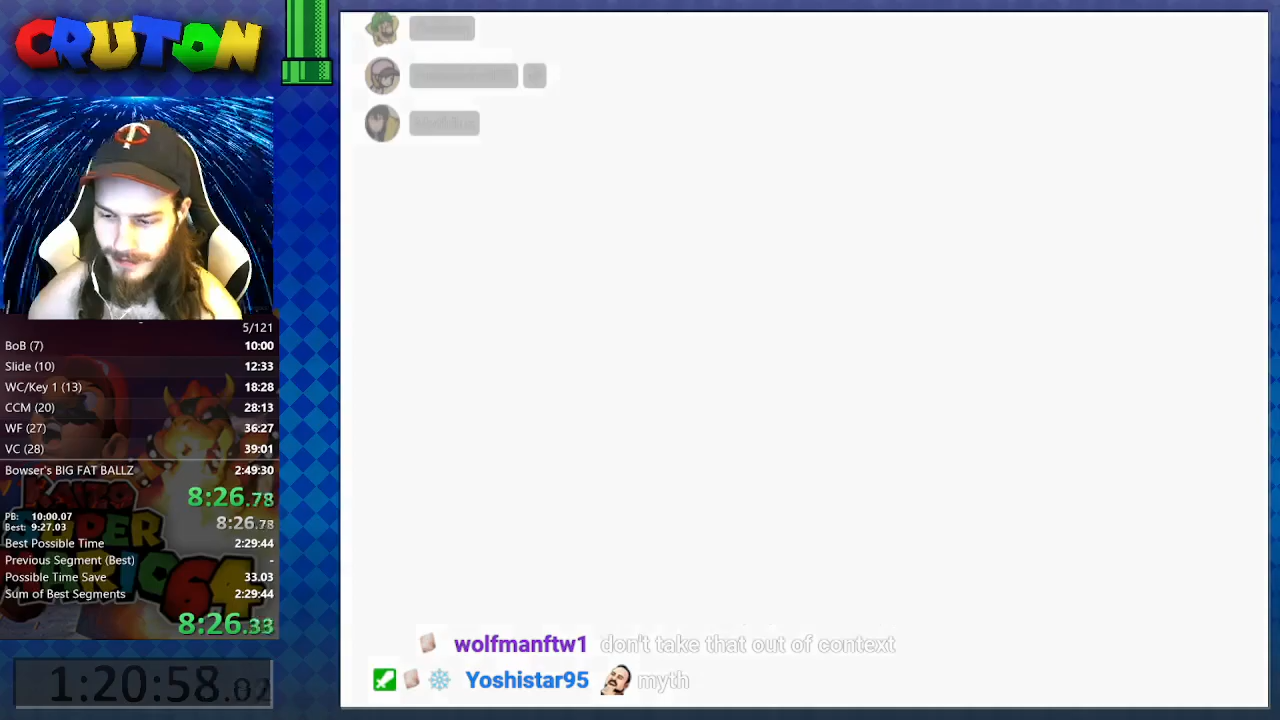 CRUTON
5/121
BoB (7) 10:00
Slide (10) 12:33
WC/Key 1 (13) 18:28
CCM (20) 28:13
WF (27) 36:27
VC (28) 39:01
Bowser's BIG FAT BALLZ 2:49:30
8:26.78
PB: 10:00.07
Best: 9:27.03
8:26.78
Best Possible Time 2:29:44
Previous Segment (Best) -
Possible Time Save 33.03
Sum of Best Segments 2:29:44
8:26.33
1:20:58
wolfmanftw1 don't take that out of context
Yoshistar95 myth